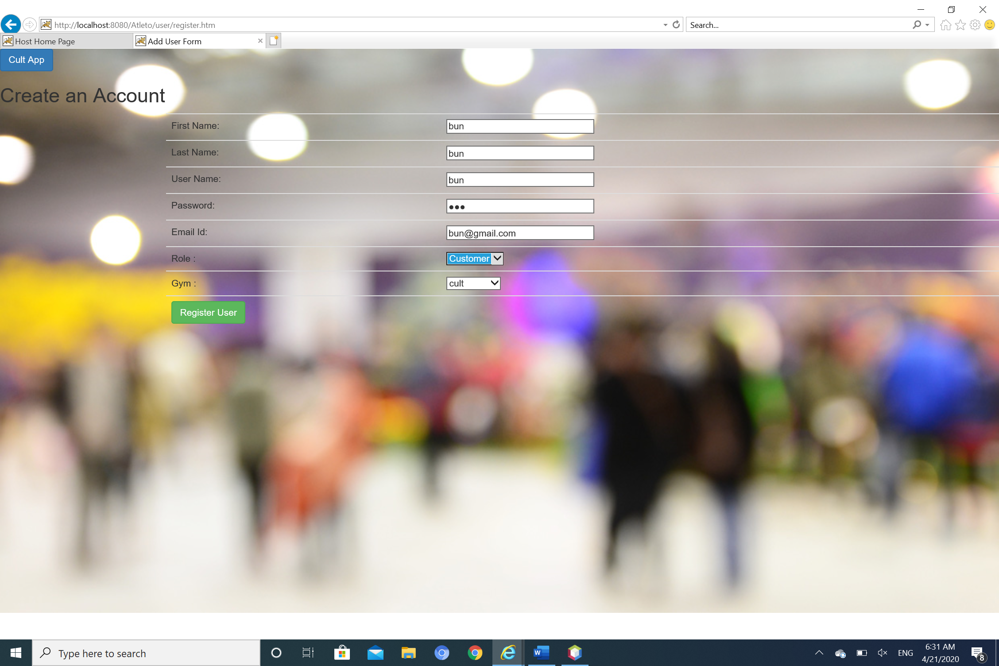 http://localhost:8080/Atleto/user/register.htm
Search...
Host Home Page
Add User Form
Cult App
Create an Account
First Name: bun
Last Name: bun
User Name: bun
Password: •••
Email Id: bun@gmail.com
Role : Customer
Gym : cult
Register User
Type here to search
W
ENG
6:31 AM
4/21/2020
8